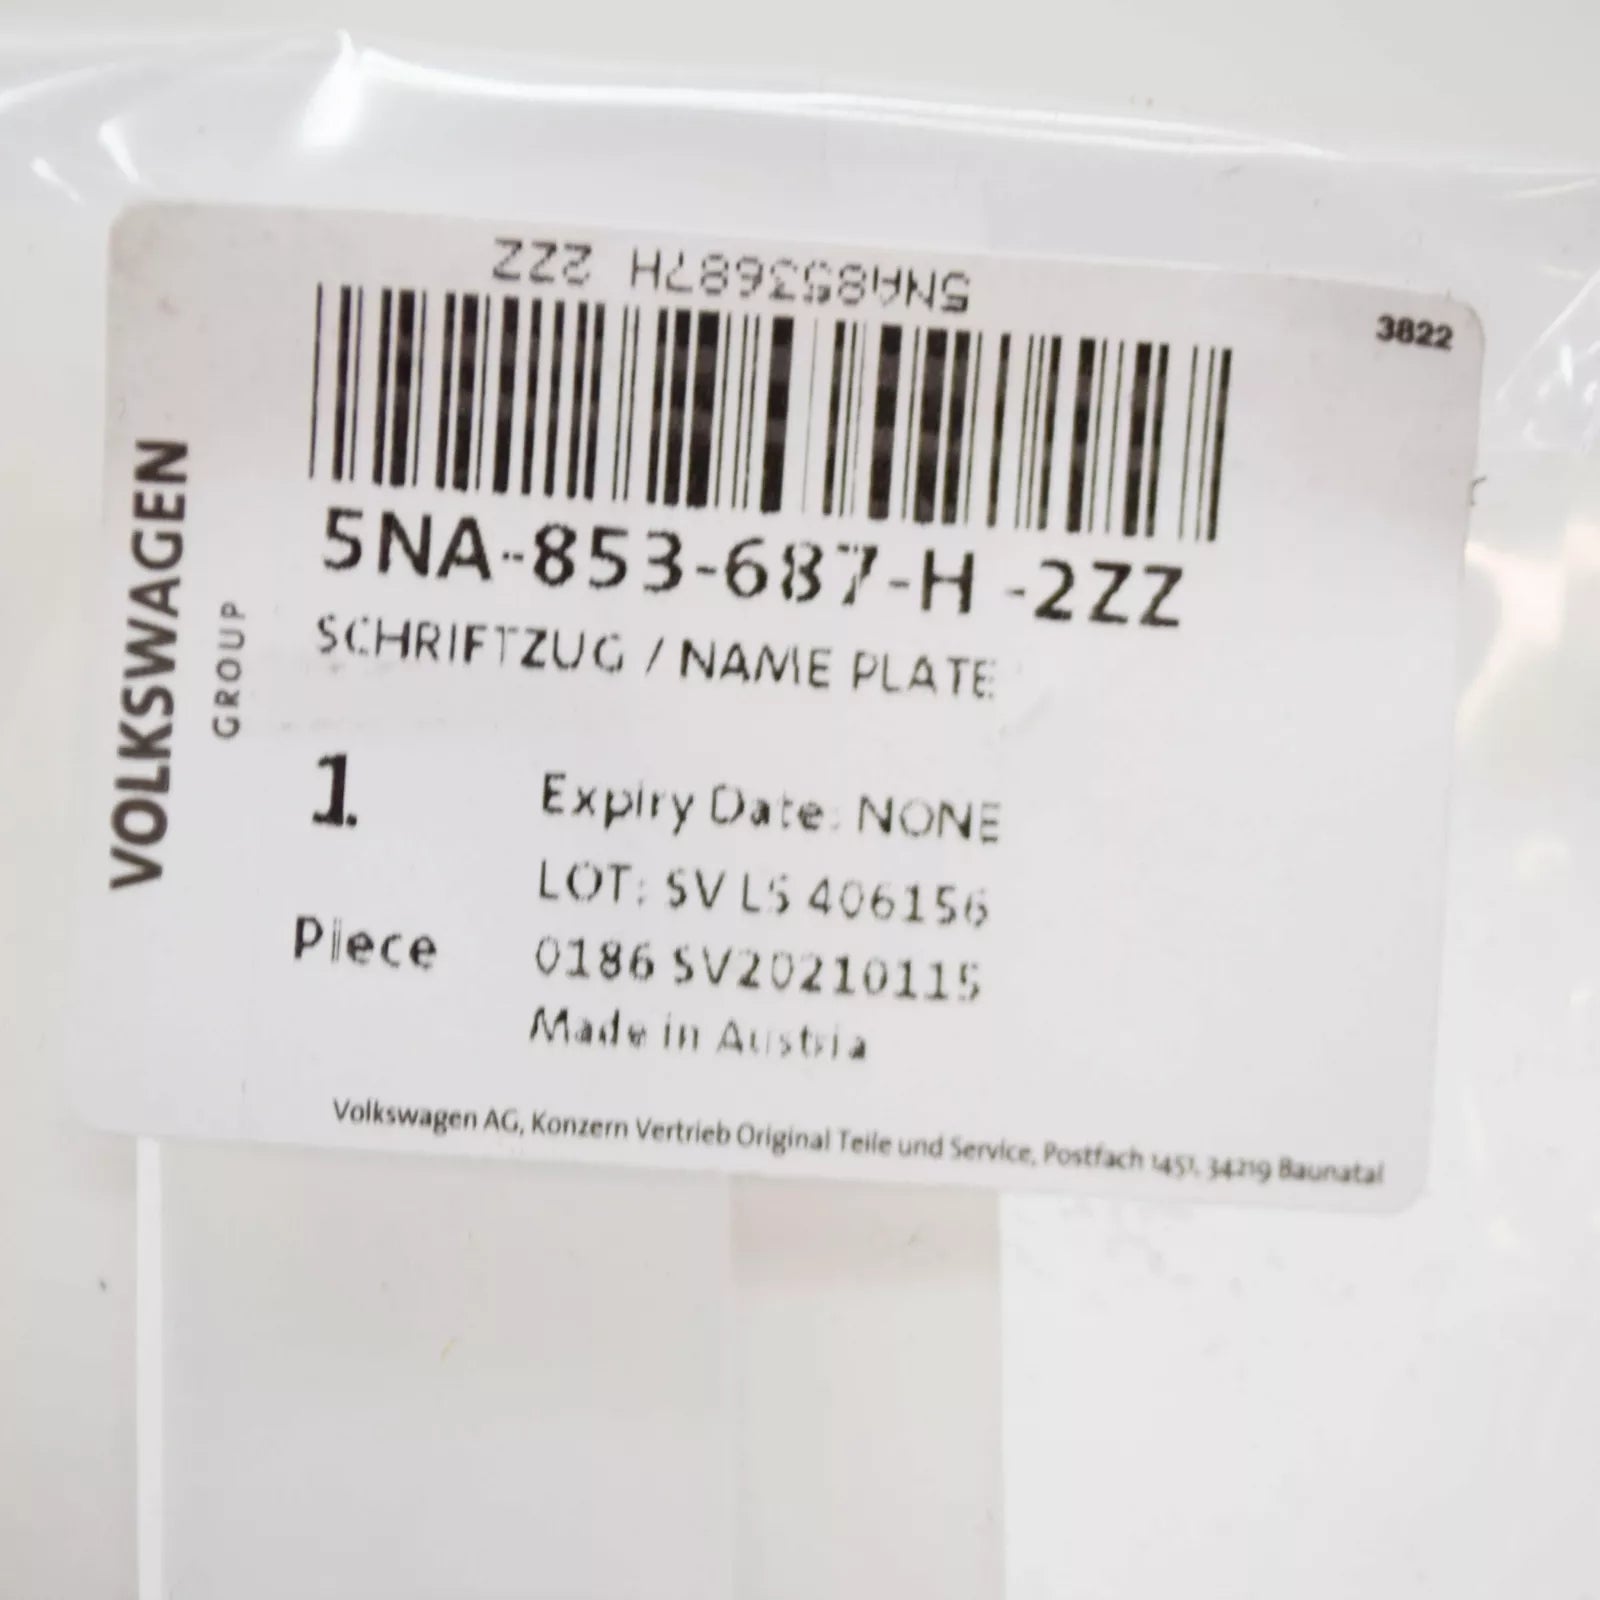 5NA853687H 2ZZ
3822
5NA-853-687-H -2ZZ
SCHRIFTZUG / NAME PLATE
VOLKSWAGEN
GROUP
1
Piece
Expiry Date: NONE
LOT: SV LS 406156
0186 SV20210115
Made in Austria
Volkswagen AG, Konzern Vertrieb Original Teile und Service, Postfach 1451, 34219 Baunatal